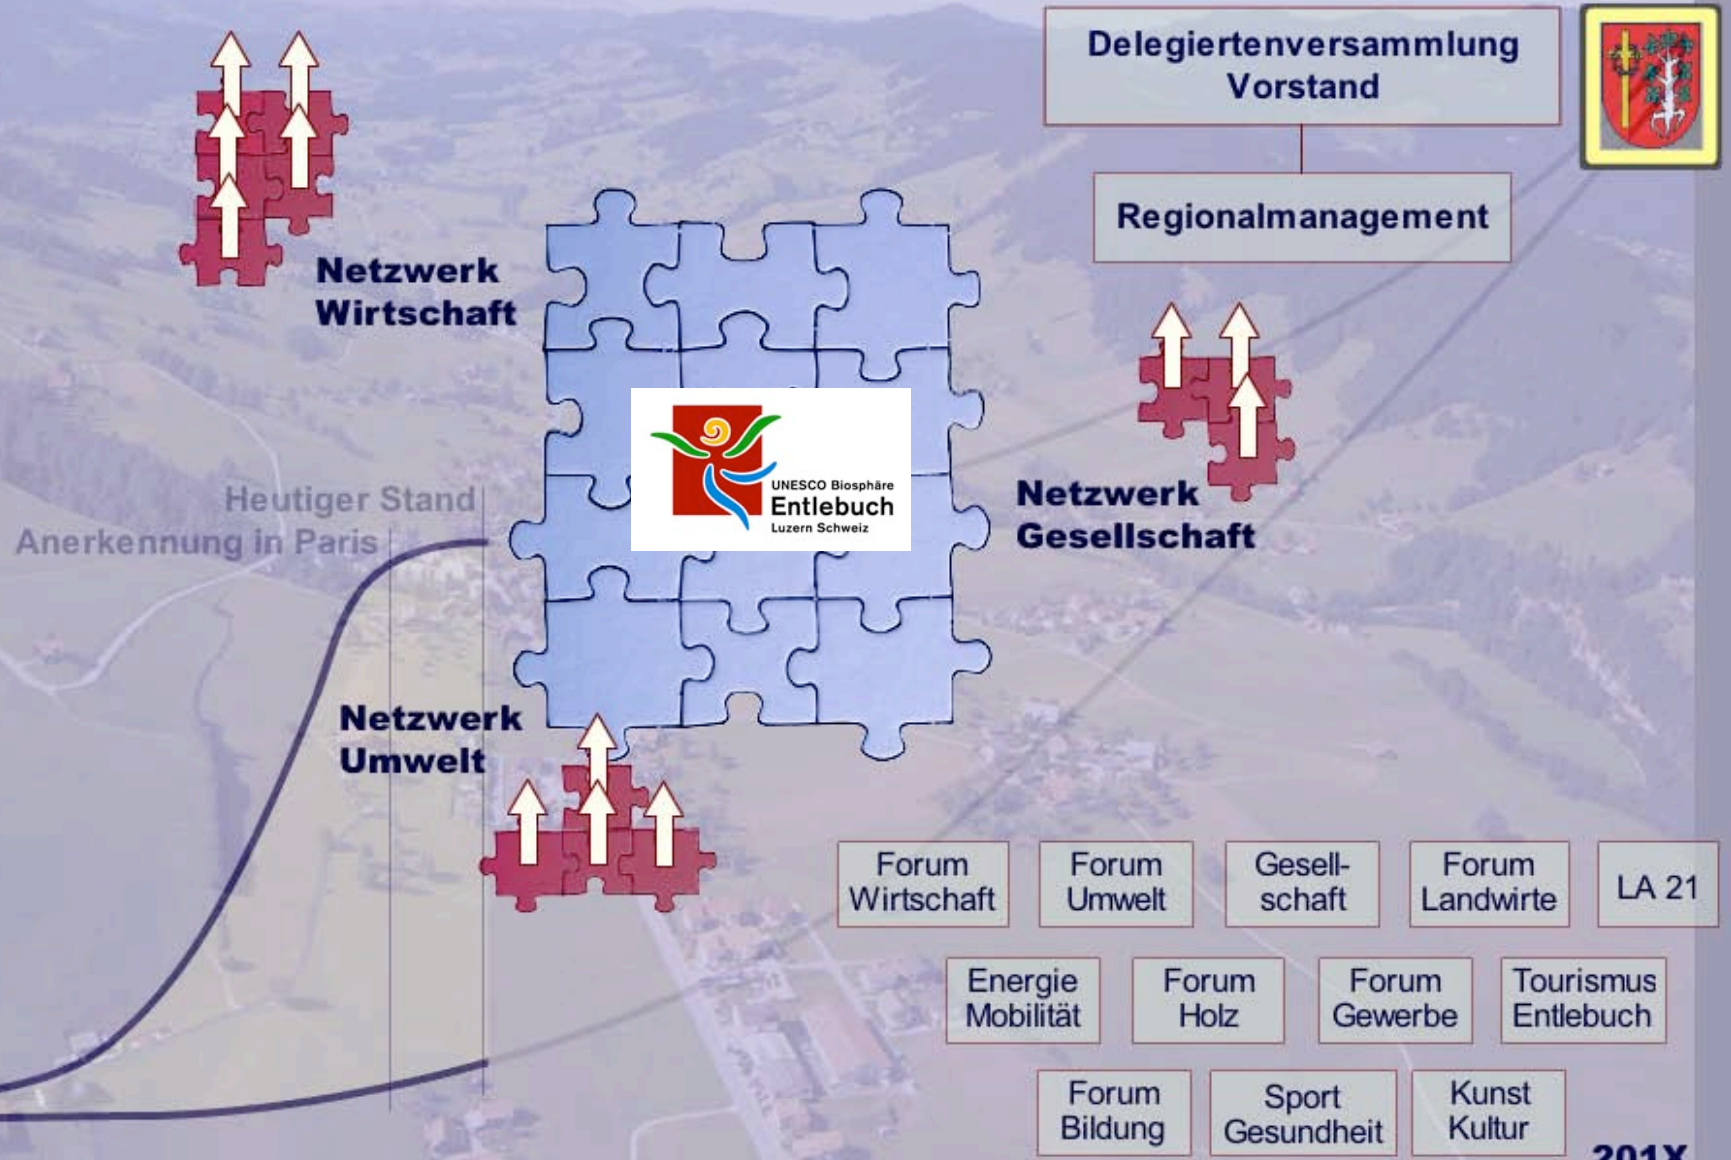 Delegiertenversammlung
Vorstand
Regionalmanagement
Netzwerk
Wirtschaft
UNESCO Biosphäre
Entlebuch
Luzern Schweiz
Netzwerk
Gesellschaft
Heutiger Stand
Anerkennung in Paris
Netzwerk
Umwelt
Forum
Wirtschaft
Forum
Umwelt
Gesell-
schaft
Forum
Landwirte
LA 21
Energie
Mobilität
Forum
Holz
Forum
Gewerbe
Tourismus
Entlebuch
Forum
Bildung
Sport
Gesundheit
Kunst
Kultur
201X